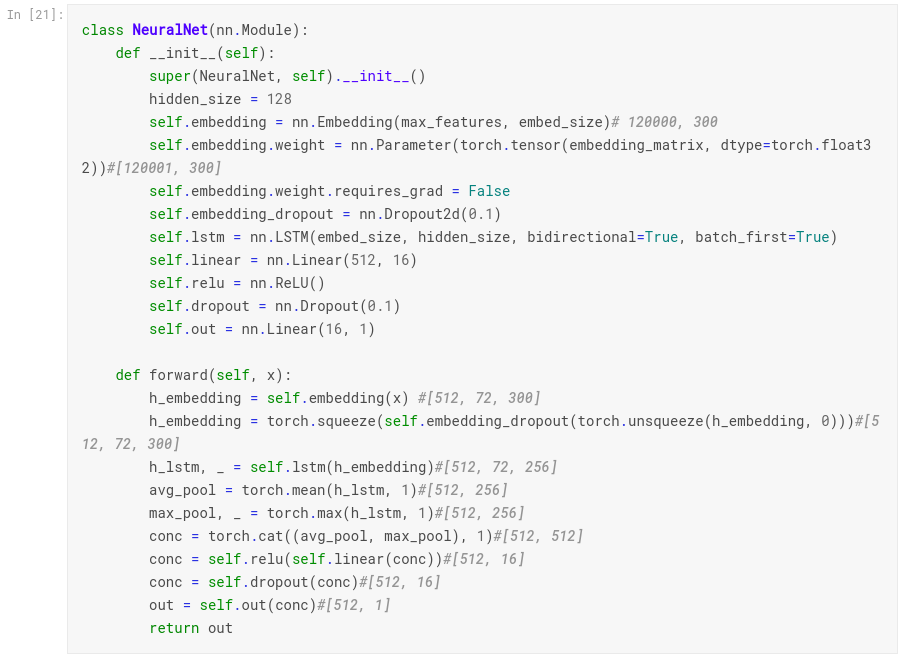 In [21]:
class NeuralNet(nn.Module):
    def __init__(self):
        super(NeuralNet, self).__init__()
        hidden_size = 128
        self.embedding = nn.Embedding(max_features, embed_size)# 120000, 300
        self.embedding.weight = nn.Parameter(torch.tensor(embedding_matrix, dtype=torch.float3
2))#[120001, 300]
        self.embedding.weight.requires_grad = False
        self.embedding_dropout = nn.Dropout2d(0.1)
        self.lstm = nn.LSTM(embed_size, hidden_size, bidirectional=True, batch_first=True)
        self.linear = nn.Linear(512, 16)
        self.relu = nn.ReLU()
        self.dropout = nn.Dropout(0.1)
        self.out = nn.Linear(16, 1)

    def forward(self, x):
        h_embedding = self.embedding(x) #[512, 72, 300]
        h_embedding = torch.squeeze(self.embedding_dropout(torch.unsqueeze(h_embedding, 0)))#[5
12, 72, 300]
        h_lstm, _ = self.lstm(h_embedding)#[512, 72, 256]
        avg_pool = torch.mean(h_lstm, 1)#[512, 256]
        max_pool, _ = torch.max(h_lstm, 1)#[512, 256]
        conc = torch.cat((avg_pool, max_pool), 1)#[512, 512]
        conc = self.relu(self.linear(conc))#[512, 16]
        conc = self.dropout(conc)#[512, 16]
        out = self.out(conc)#[512, 1]
        return out